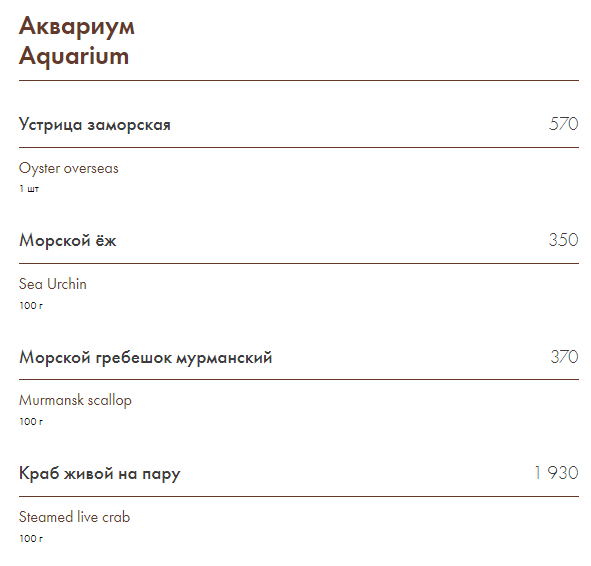 Аквариум
Aquarium
Устрица заморская 570
Oyster overseas
1 шт
Морской ёж 350
Sea Urchin
100 г
Морской гребешок мурманский 370
Murmansk scallop
100 г
Краб живой на пару 1 930
Steamed live crab
100 г